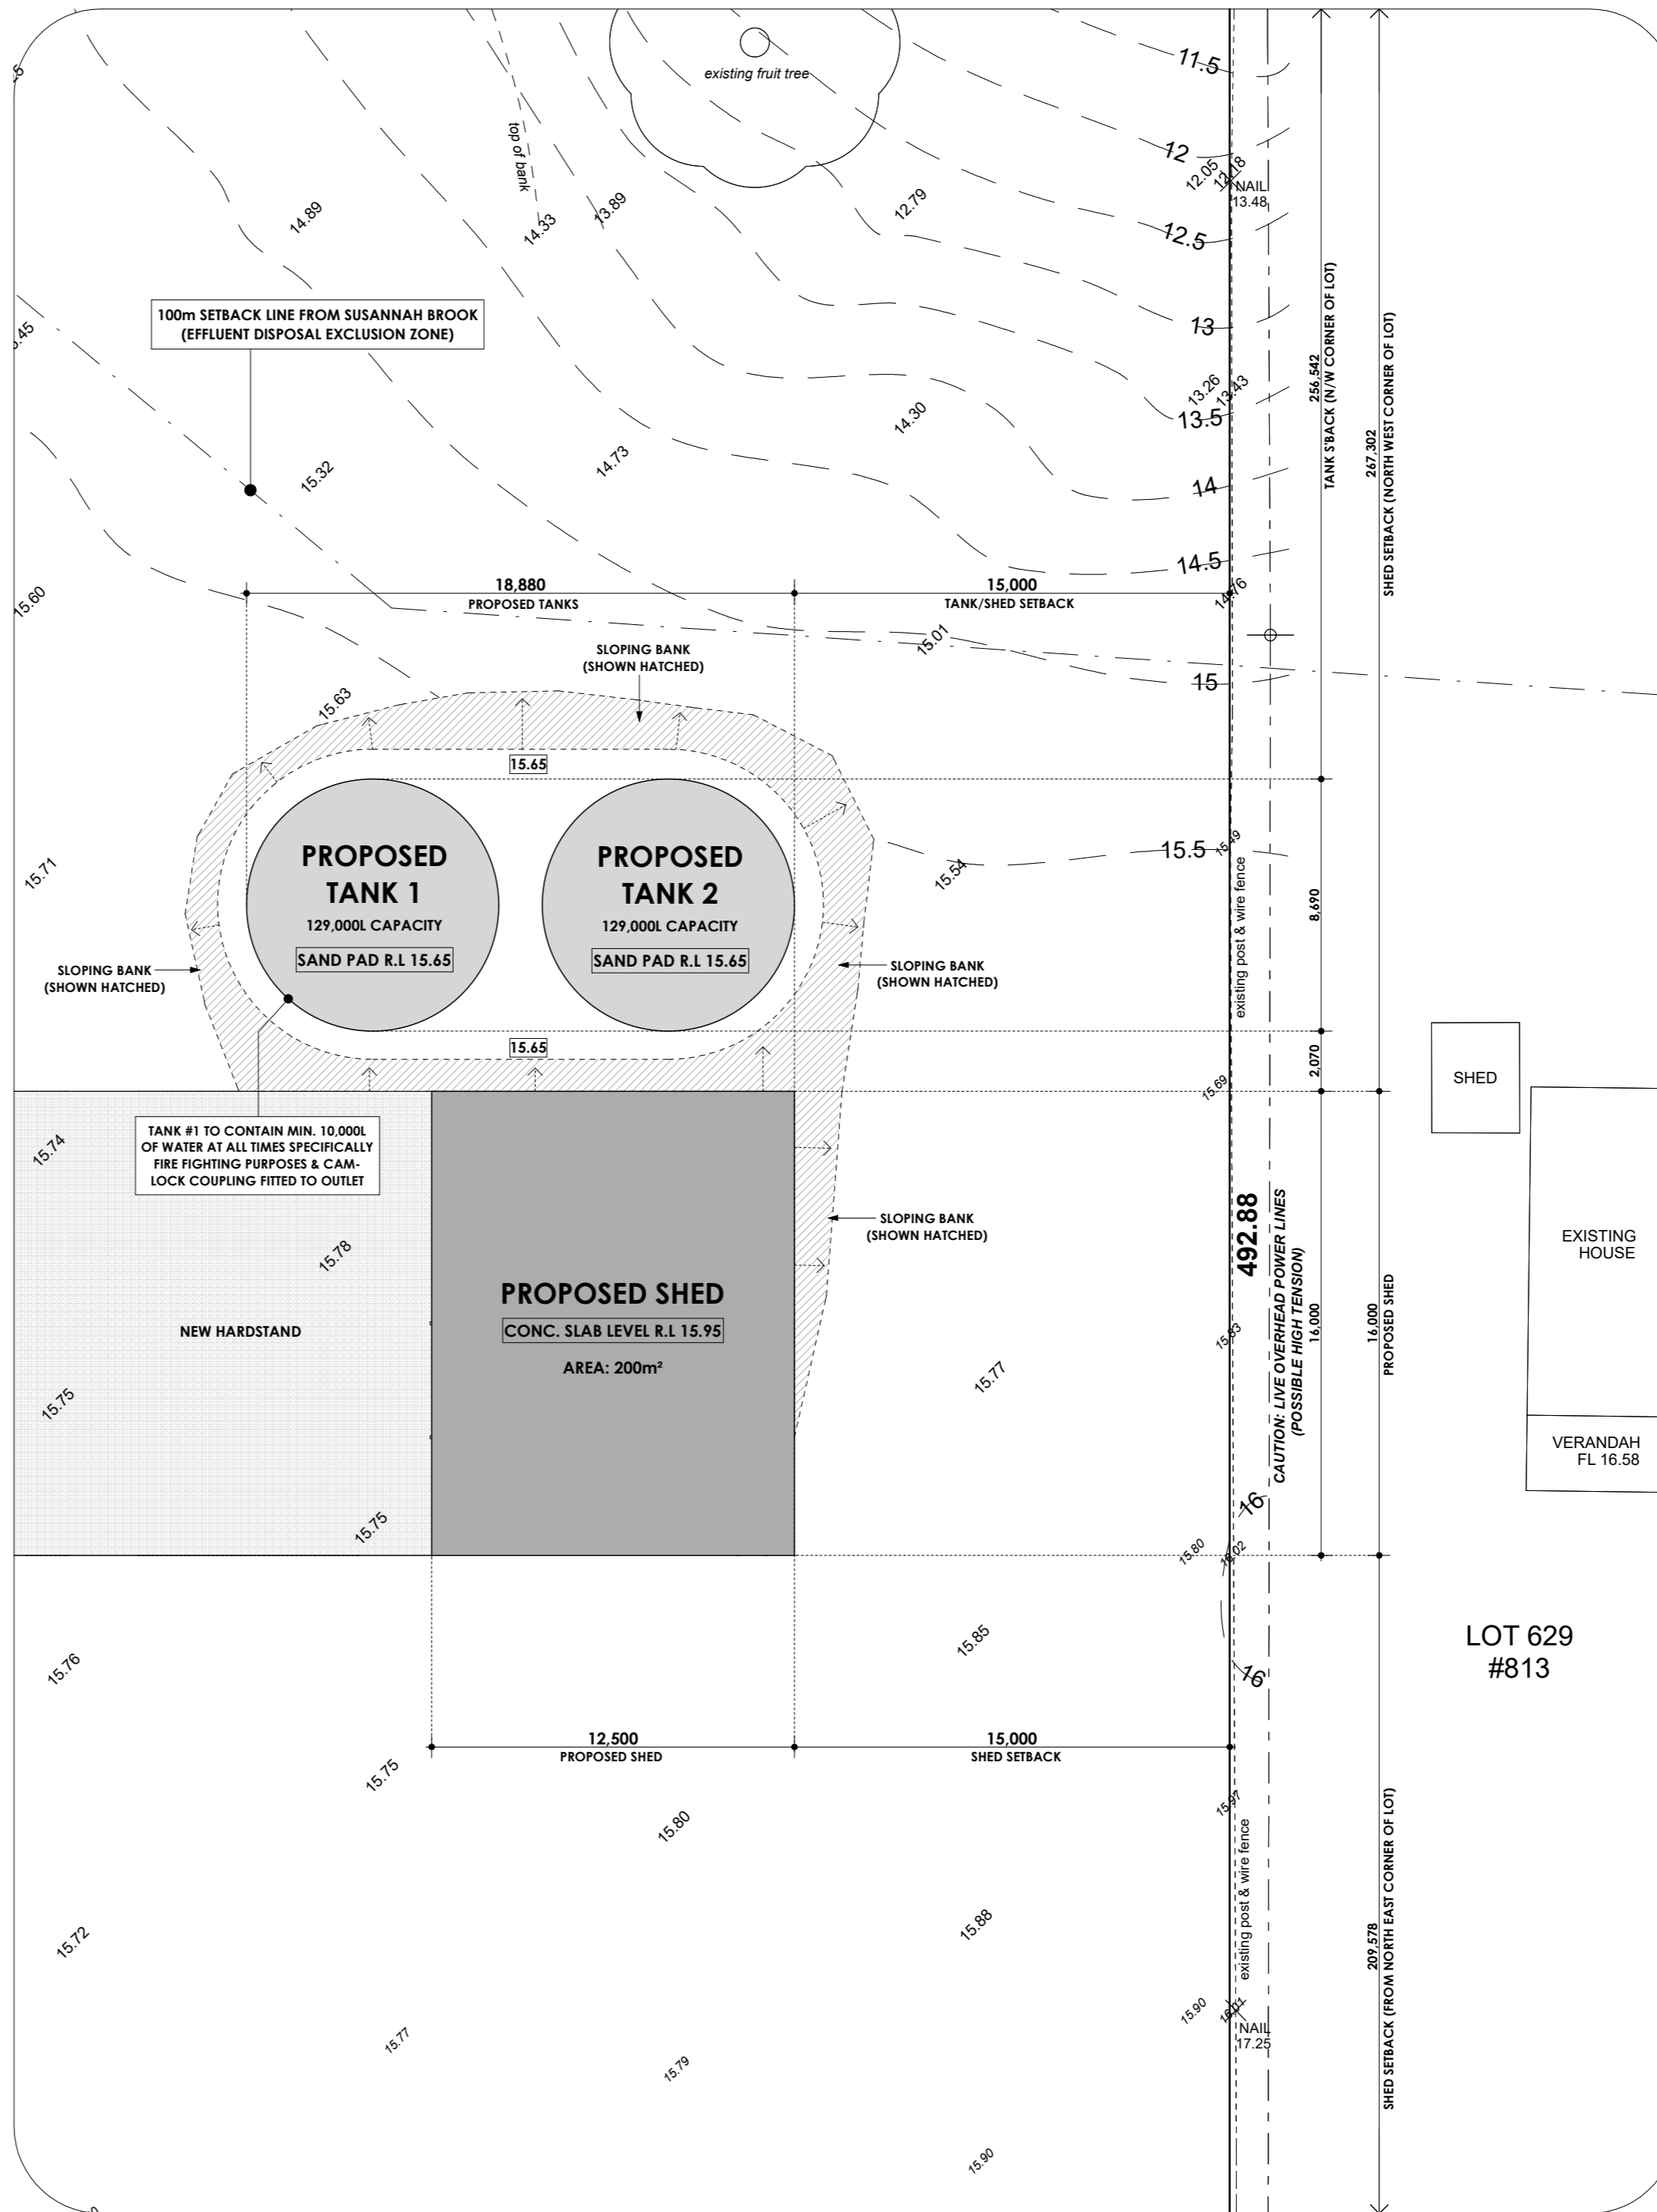 existing fruit tree
top of bank
11.5
12
12.05
12.18
NAIL
13.48
12.5
13
13.26
13.43
13.5
14
14.5
14.76
15
15.5
15.49
14.89
14.33
13.89
12.79
100m SETBACK LINE FROM SUSANNAH BROOK
(EFFLUENT DISPOSAL EXCLUSION ZONE)
15.32
14.73
14.30
256,542
TANK S'BACK (N/W CORNER OF LOT)
267,302
SHED SETBACK (NORTH WEST CORNER OF LOT)
18,880
PROPOSED TANKS
15,000
TANK/SHED SETBACK
15.60
15.01
SLOPING BANK
(SHOWN HATCHED)
15.63
15.65
PROPOSED
TANK 1
129,000L CAPACITY
SAND PAD R.L 15.65
PROPOSED
TANK 2
129,000L CAPACITY
SAND PAD R.L 15.65
15.71
15.54
SLOPING BANK
(SHOWN HATCHED)
SLOPING BANK
(SHOWN HATCHED)
existing post & wire fence
8,690
15.65
2,070
15.69
SHED
TANK #1 TO CONTAIN MIN. 10,000L
OF WATER AT ALL TIMES SPECIFICALLY
FIRE FIGHTING PURPOSES & CAM-
LOCK COUPLING FITTED TO OUTLET
15.74
15.78
SLOPING BANK
(SHOWN HATCHED)
492.88
CAUTION: LIVE OVERHEAD POWER LINES
(POSSIBLE HIGH TENSION)
EXISTING
HOUSE
NEW HARDSTAND
PROPOSED SHED
CONC. SLAB LEVEL R.L 15.95
AREA: 200m²
16,000
16,000
PROPOSED SHED
15.77
15.75
VERANDAH
FL 16.58
15.75
16
15.80
16.02
15.76
15.85
16
LOT 629
#813
12,500
PROPOSED SHED
15,000
SHED SETBACK
15.75
15.80
15.97
existing post & wire fence
15.72
15.88
209,578
SHED SETBACK (FROM NORTH EAST CORNER OF LOT)
15.90
NAIL
17.25
15.77
15.79
15.90